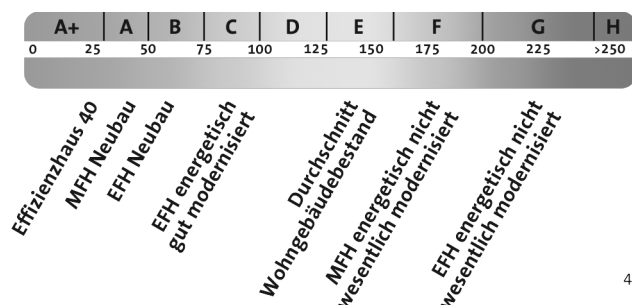 A+ A B C D E F G H
0 25 50 75 100 125 150 175 200 225 >250
Effizienzhaus 40
MFH Neubau
EFH Neubau
EFH energetisch
gut modernisiert
Durchschnitt
Wohngebäudebestand
MFH energetisch nicht
wesentlich modernisiert
EFH energetisch nicht
wesentlich modernisiert
4